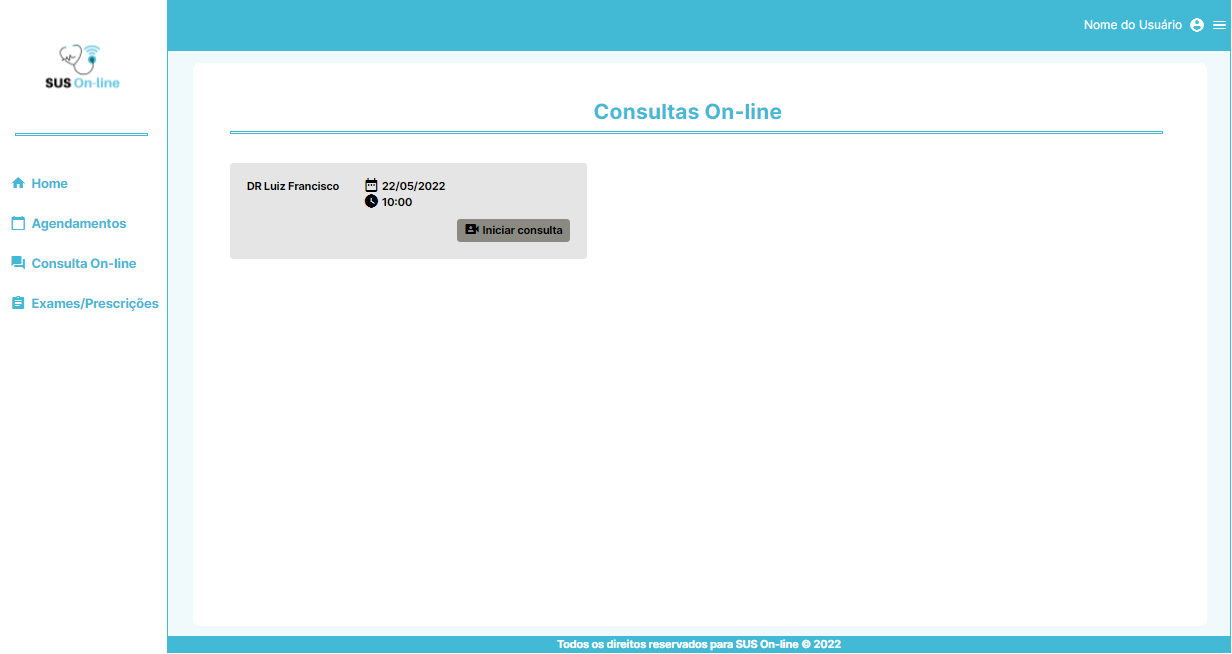 Nome do Usuário
SUS On-line
Consultas On-line
Home
Agendamentos
Consulta On-line
Exames/Prescrições
DR Luiz Francisco
22/05/2022
10:00
Iniciar consulta
Todos os direitos reservados para SUS On-line © 2022